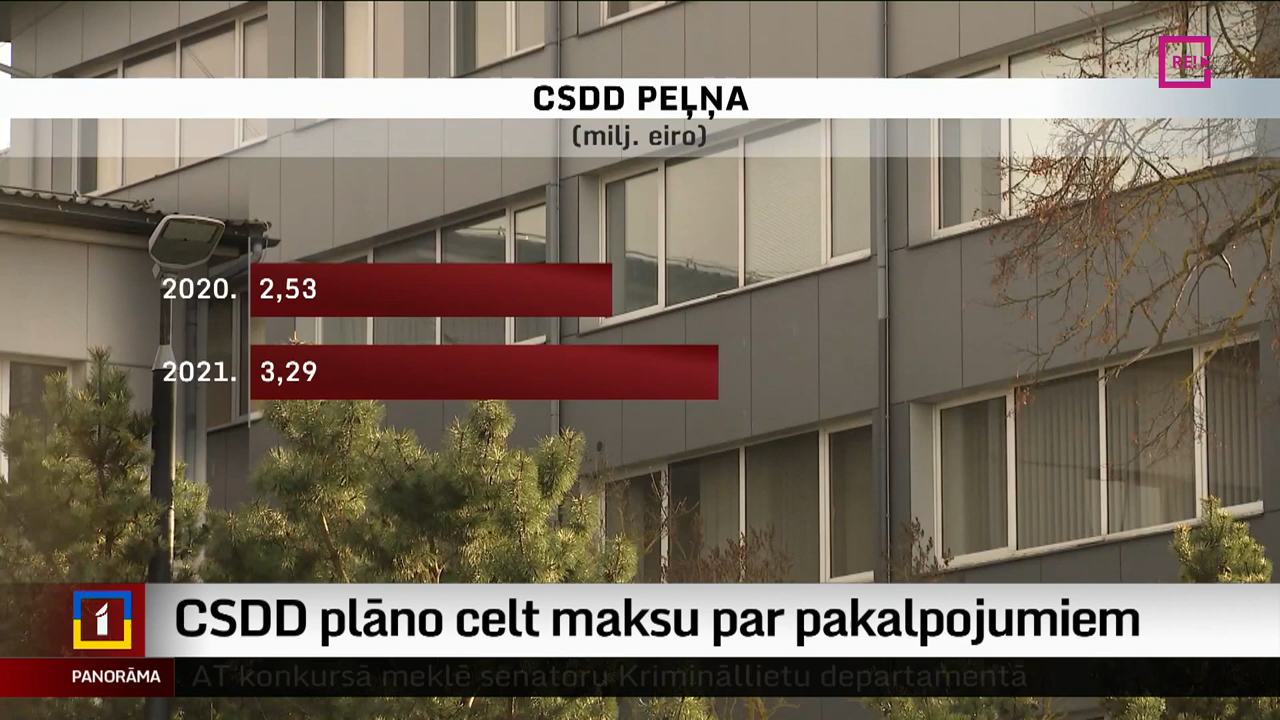 RE!
CSDD PEĻŅA
(milj. eiro)
2020. 2,53
2021. 3,29
1
CSDD plāno celt maksu par pakalpojumiem
PANORĀMA
AT konkursā meklē senatoru Krimināllietu departamentā